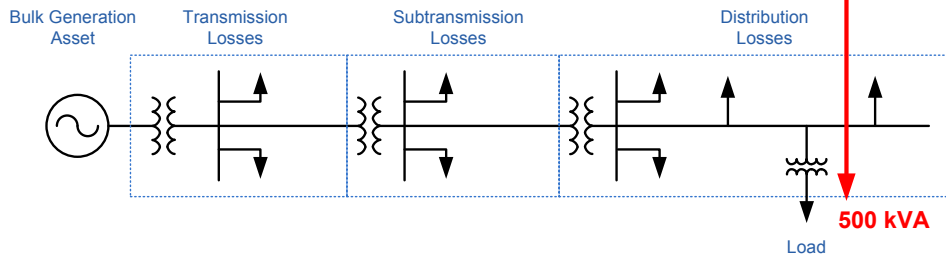 Bulk Generation
Asset
Transmission
Losses
Subtransmission
Losses
Distribution
Losses
500 kVA
Load